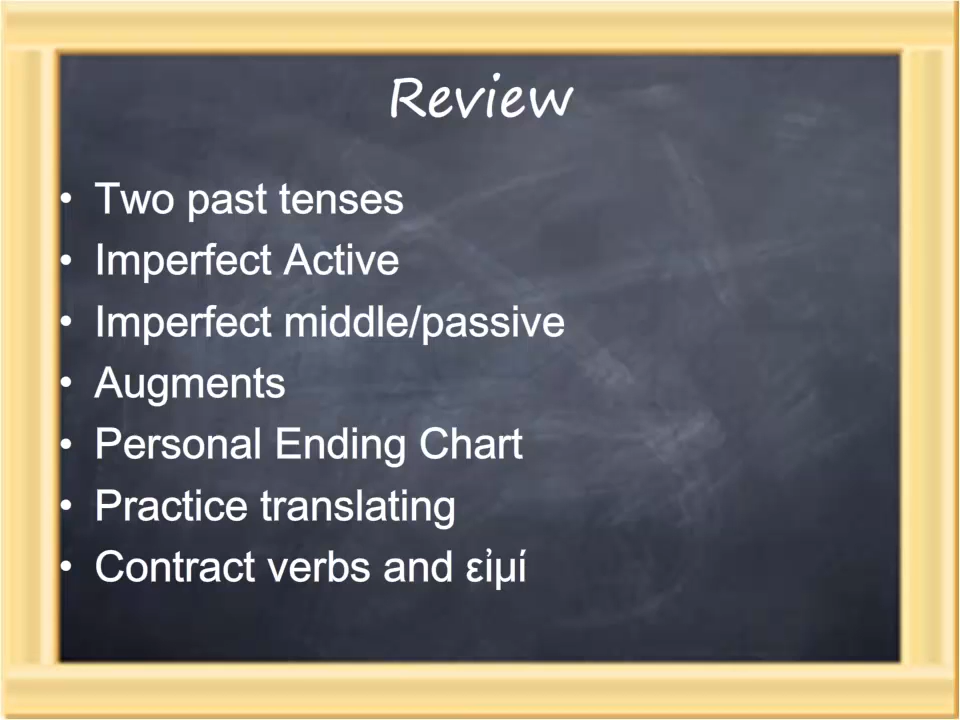 Review
• Two past tenses
• Imperfect Active
• Imperfect middle/passive
• Augments
• Personal Ending Chart
• Practice translating
• Contract verbs and εἰμί